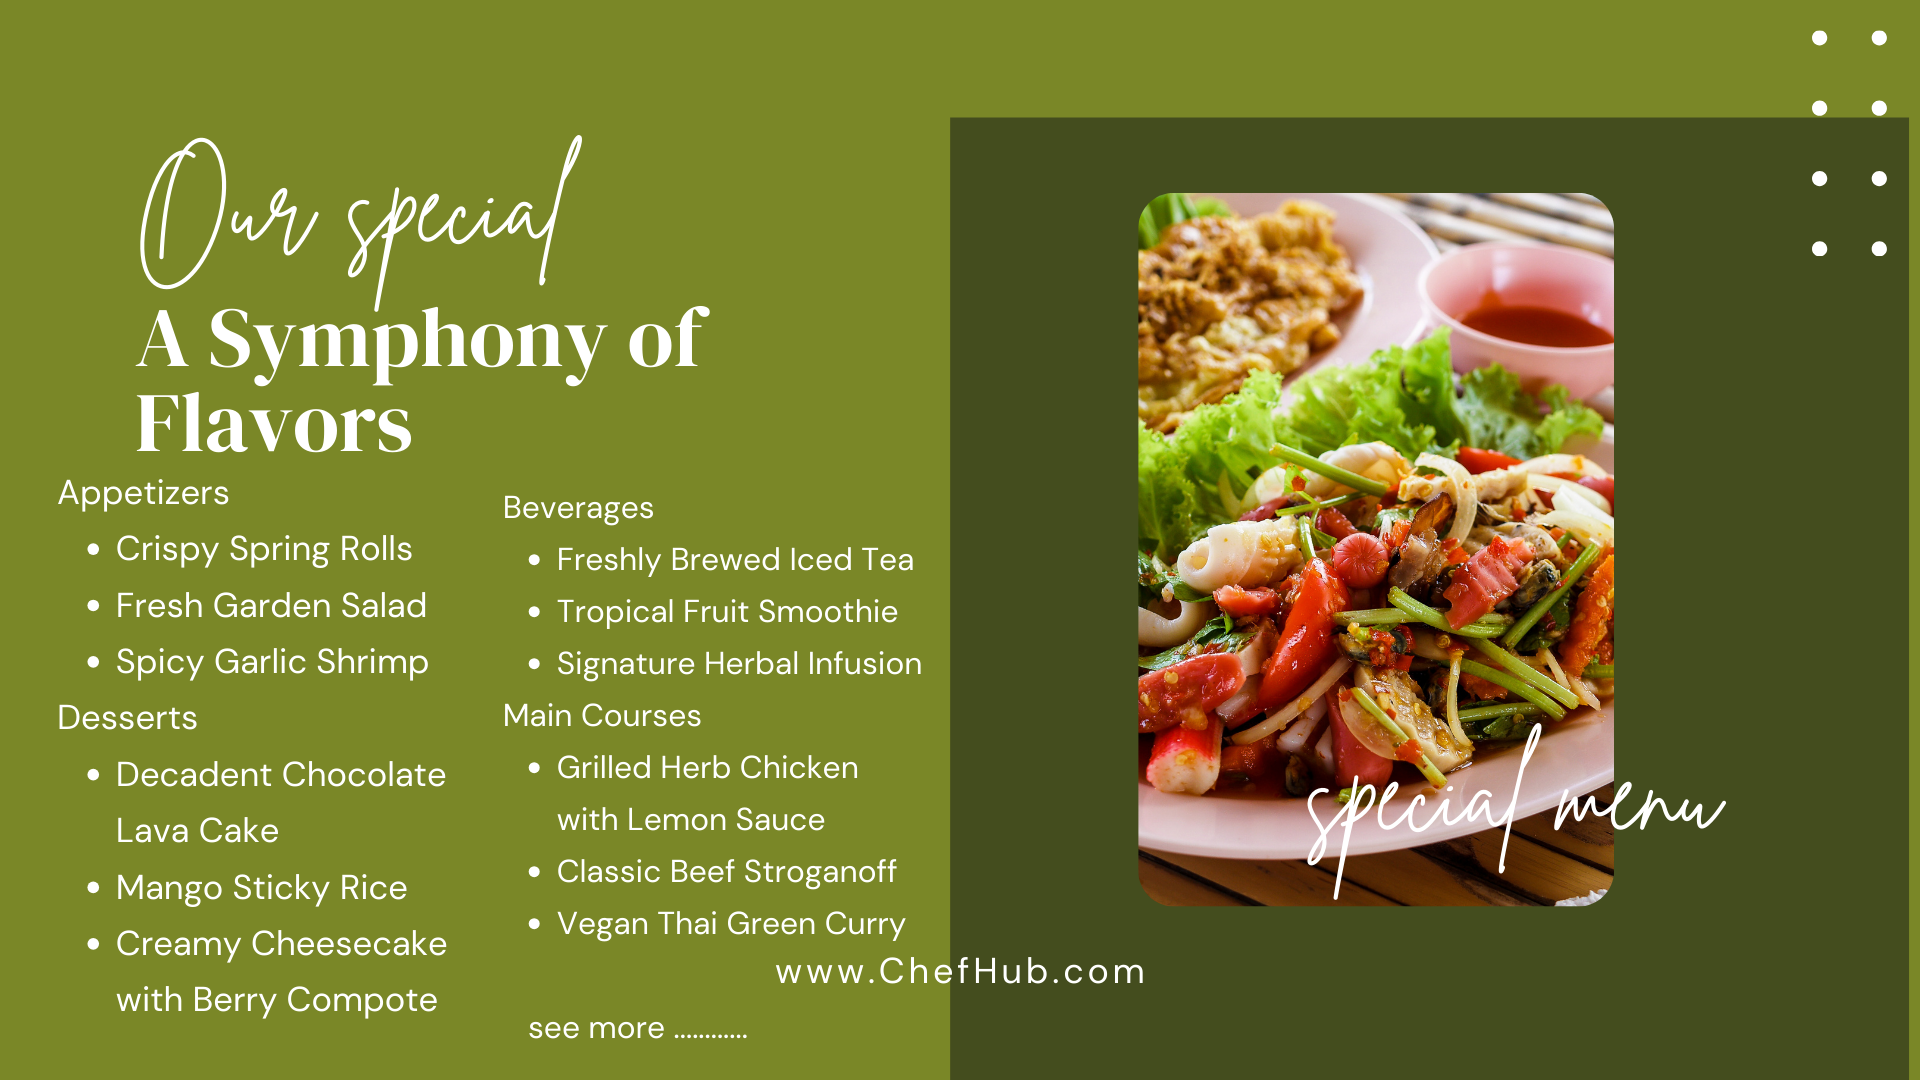 Our special
A Symphony of
Flavors
Appetizers
• Crispy Spring Rolls
• Fresh Garden Salad
• Spicy Garlic Shrimp
Desserts
• Decadent Chocolate
Lava Cake
• Mango Sticky Rice
• Creamy Cheesecake
with Berry Compote
Beverages
• Freshly Brewed Iced Tea
• Tropical Fruit Smoothie
• Signature Herbal Infusion
Main Courses
• Grilled Herb Chicken
with Lemon Sauce
• Classic Beef Stroganoff
• Vegan Thai Green Curry
see more ............
www.ChefHub.com
special menu